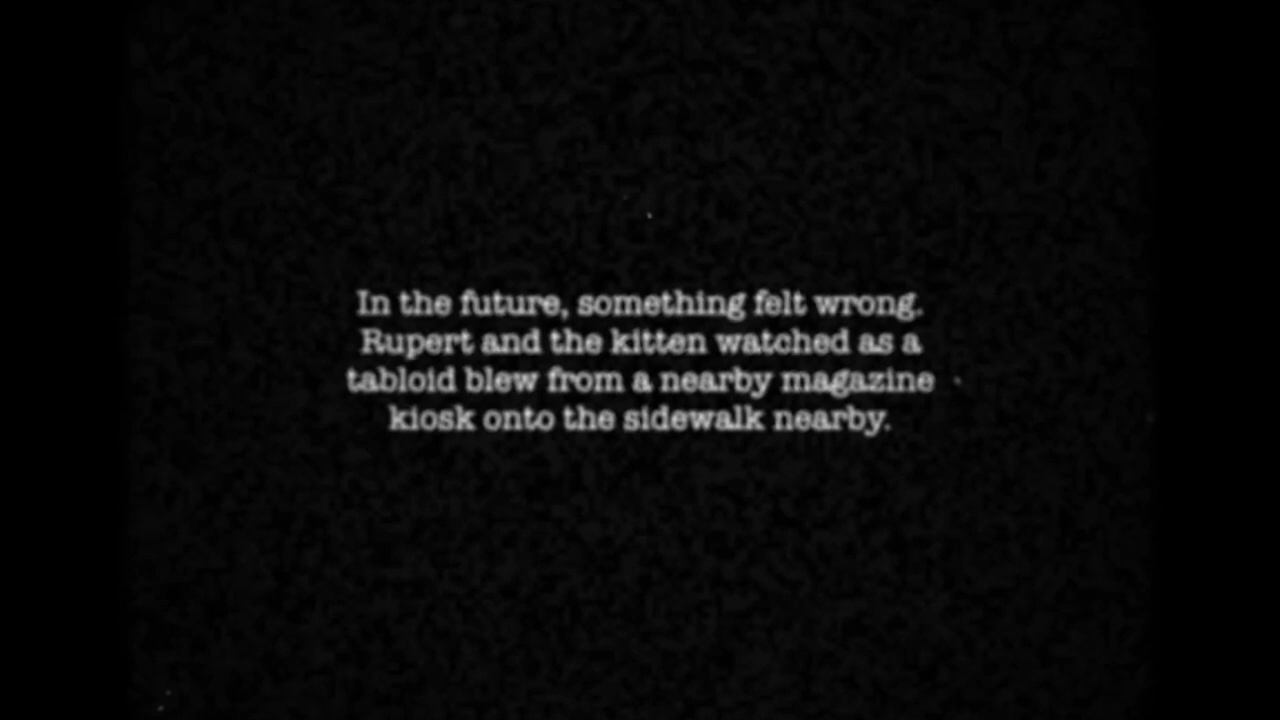 In the future, something felt wrong.
Rupert and the kitten watched as a
tabloid blew from a nearby magazine
kiosk onto the sidewalk nearby.